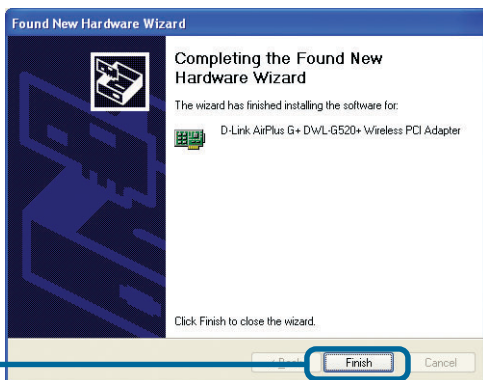 Found New Hardware Wizard
Completing the Found New
Hardware Wizard
The wizard has finished installing the software for:
D-Link AirPlus G+ DWL-G520+ Wireless PCI Adapter
Click Finish to close the wizard.
Finish
Cancel